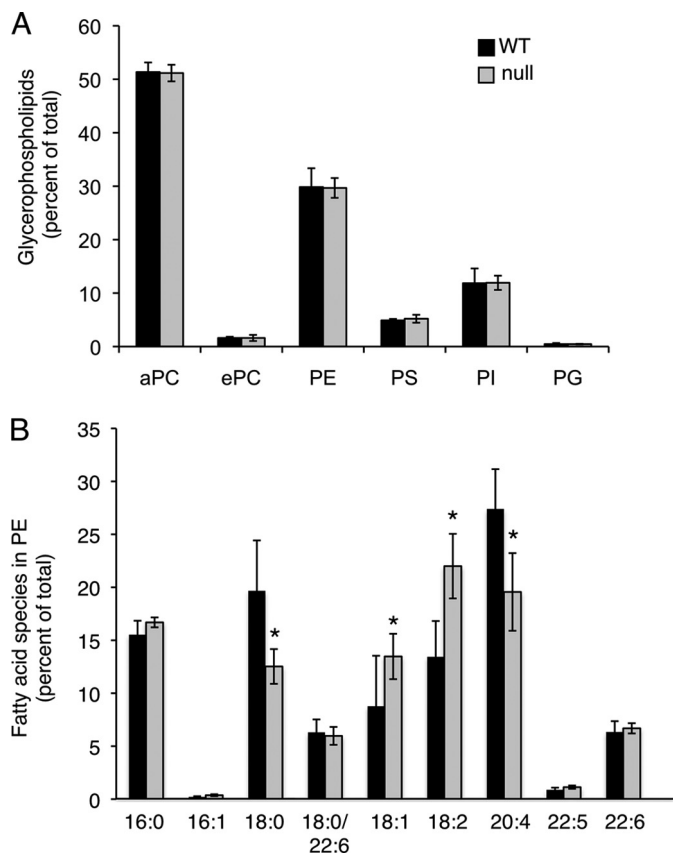 A
WT
null
Glycerophospholipids
(percent of total)
60
50
40
30
20
10
0
aPC ePC PE PS PI PG
B
Fatty acid species in PE
(percent of total)
35
30
25
20
15
10
5
0
* * * *
16:0 16:1 18:0 18:0/ 18:1 18:2 20:4 22:5 22:6
22:6